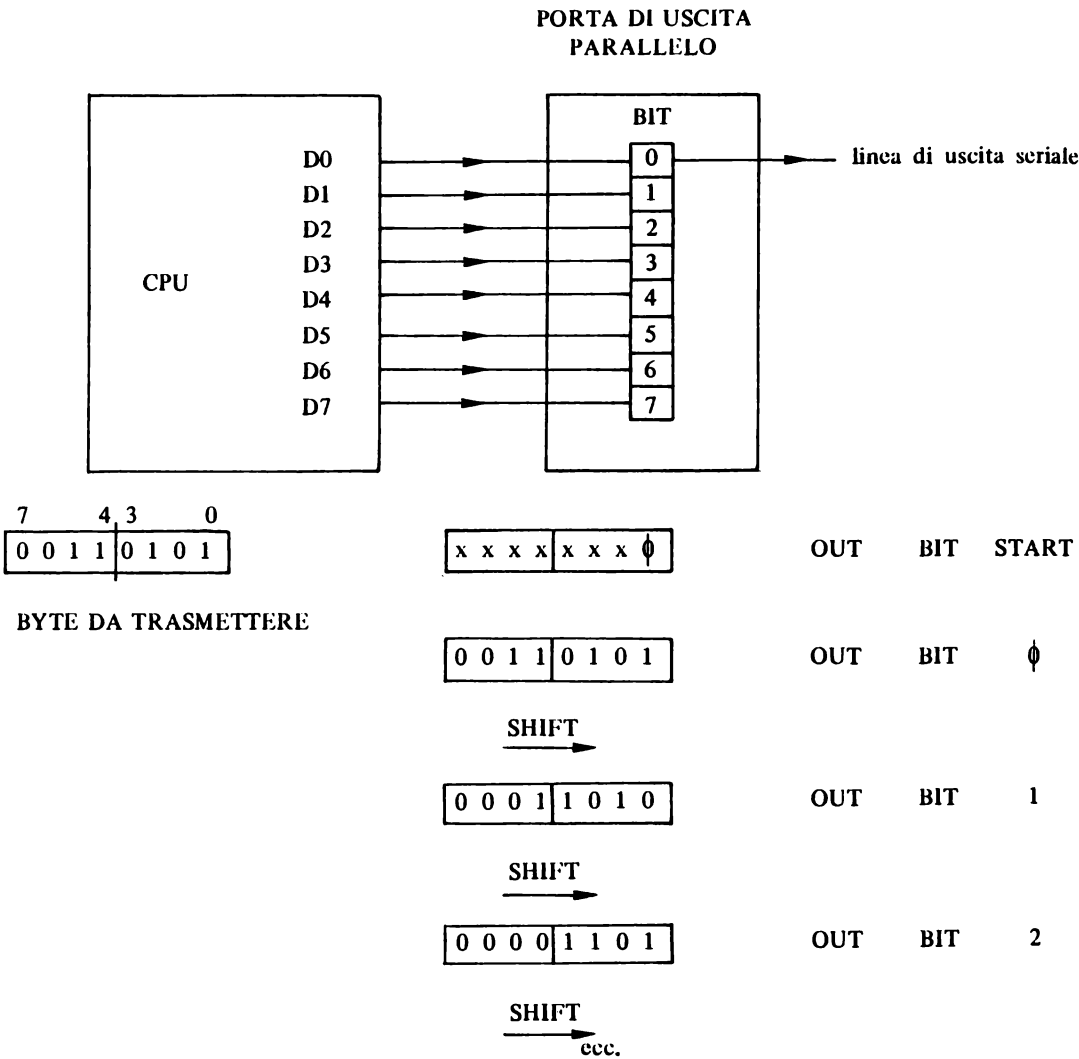 PORTA DI USCITA
PARALLELO
BIT
D0 0 linea di uscita seriale
D1 1
D2 2
D3 3
CPU
D4 4
D5 5
D6 6
D7 7
7 4 3 0
0 0 1 1 0 1 0 1
x x x x x x x ϕ OUT BIT START
BYTE DA TRASMETTERE
0 0 1 1 0 1 0 1 OUT BIT ϕ
SHIFT
0 0 0 1 1 0 1 0 OUT BIT 1
SHIFT
0 0 0 0 1 1 0 1 OUT BIT 2
SHIFT
ecc.